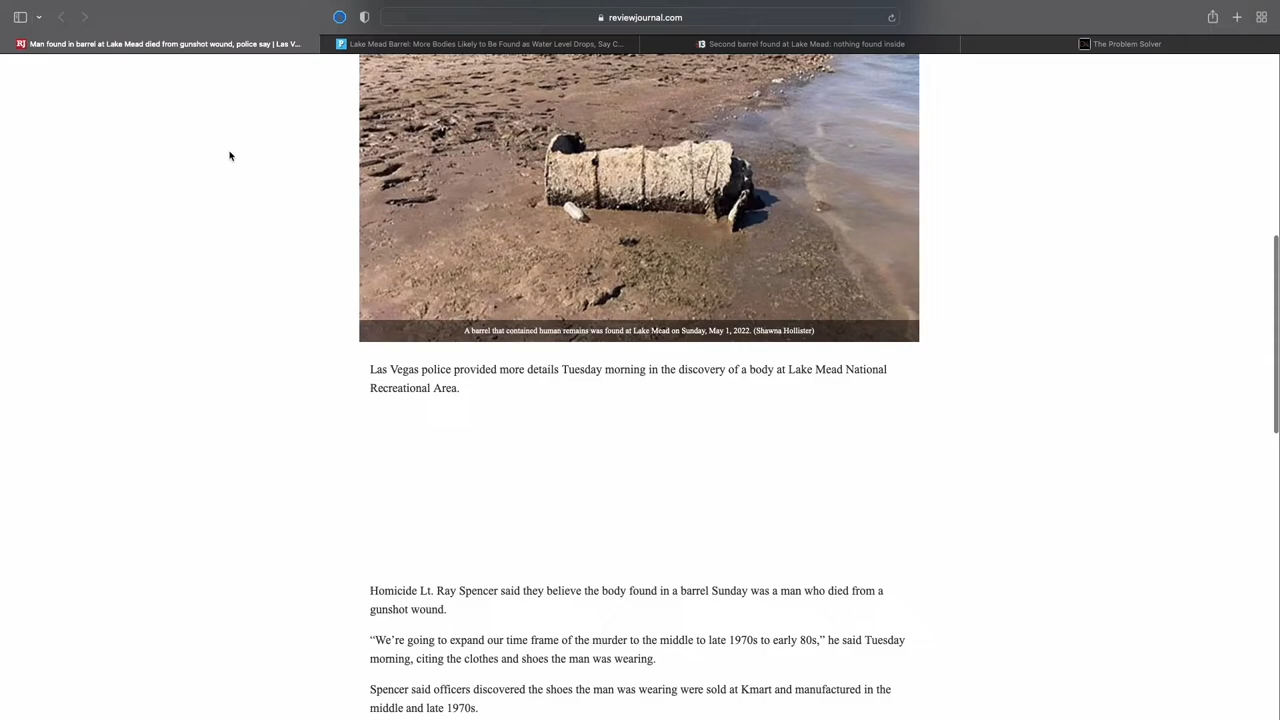 reviewjournal.com
Man found in barrel at Lake Mead died from gunshot wound, police say | Las V...
Lake Mead Barrel: More Bodies Likely to Be Found as Water Level Drops, Say C...
Second barrel found at Lake Mead: nothing found inside
The Problem Solver
A barrel that contained human remains was found at Lake Mead on Sunday, May 1, 2022. (Shawna Hollister)
Las Vegas police provided more details Tuesday morning in the discovery of a body at Lake Mead National
Recreational Area.
Homicide Lt. Ray Spencer said they believe the body found in a barrel Sunday was a man who died from a
gunshot wound.
“We’re going to expand our time frame of the murder to the middle to late 1970s to early 80s,” he said Tuesday
morning, citing the clothes and shoes the man was wearing.
Spencer said officers discovered the shoes the man was wearing were sold at Kmart and manufactured in the
middle and late 1970s.